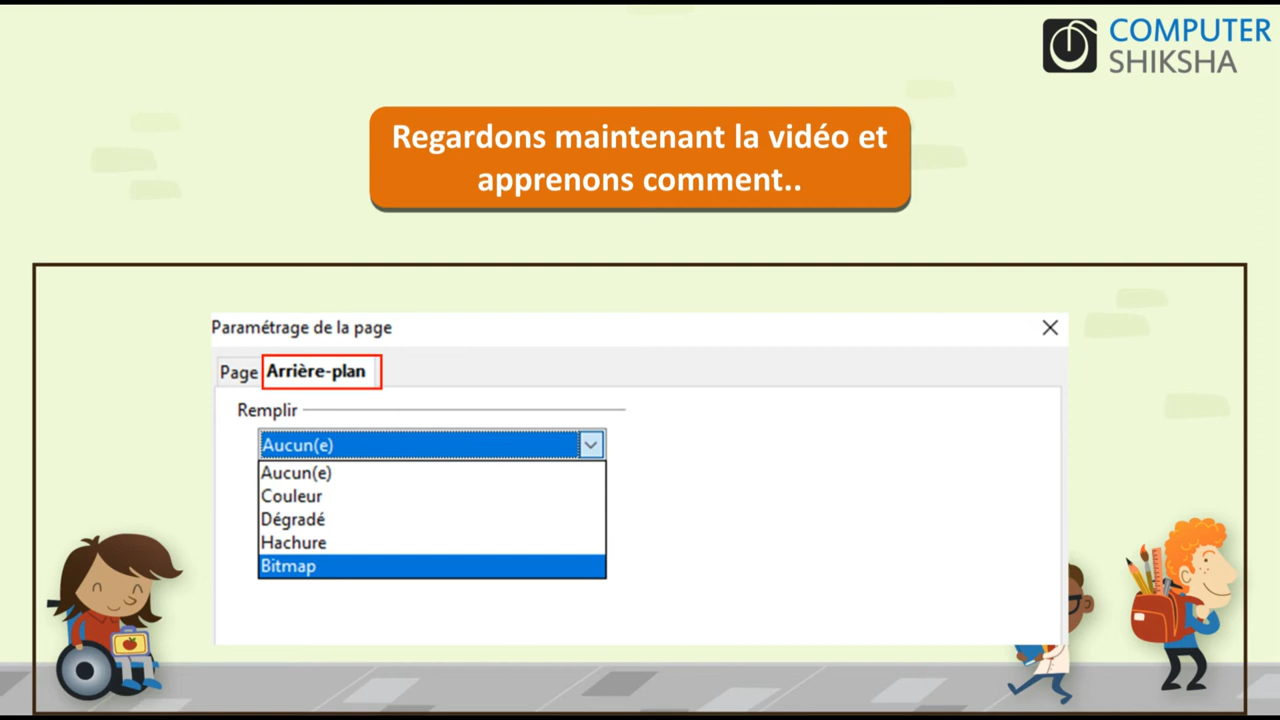 COMPUTER
SHIKSHA
Regardons maintenant la vidéo et
apprenons comment..
Paramétrage de la page
Page Arrière-plan
Remplir
Aucun(e)
Aucun(e)
Couleur
Dégradé
Hachure
Bitmap